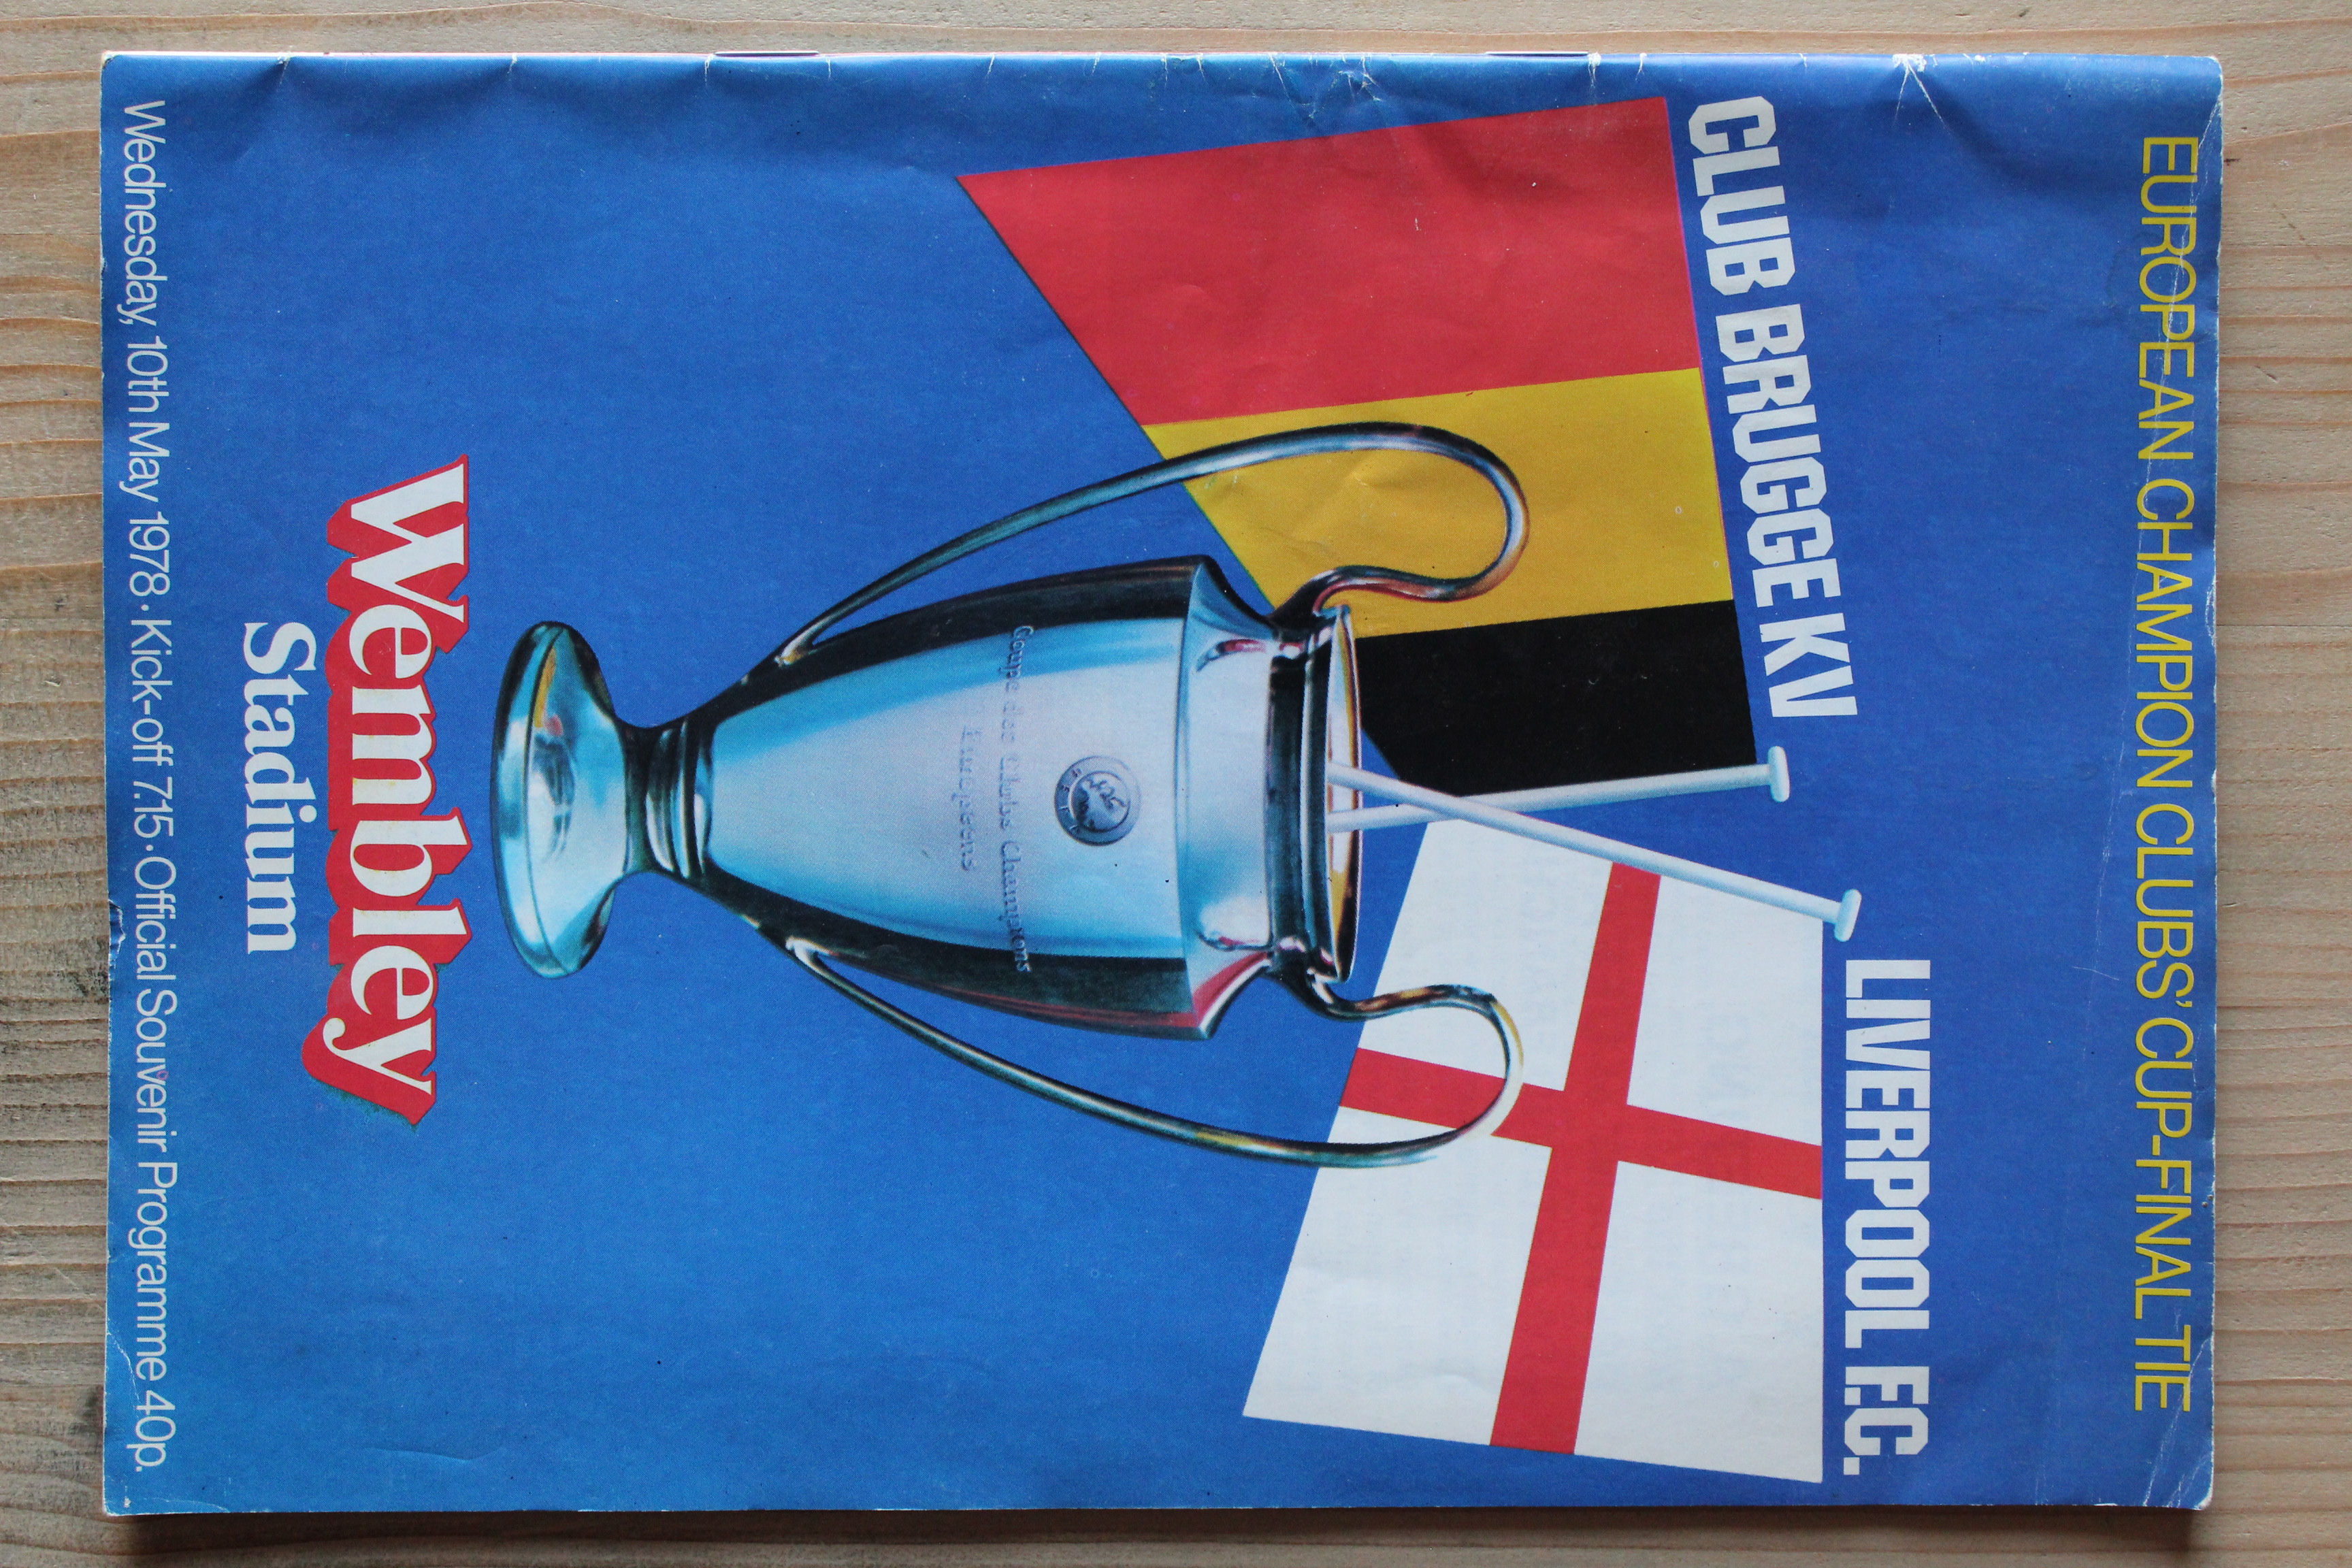 EUROPEAN CHAMPION CLUBS' CUP-FINAL TIE
CLUB BRUGGE KV
LIVERPOOL F.C.
UEFA
Coupe des Clubs Champions
Européens
Wembley
Stadium
Wednesday, 10th May 1978·Kick-off 7.15·Official Souvenir Programme 40p.